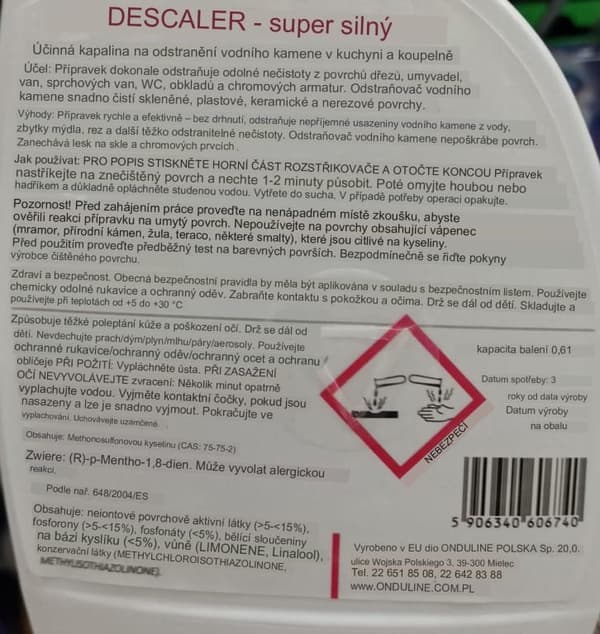 DESCALER - super silný
Účinná kapalina na odstranění vodního kamene v kuchyni a koupelně
Účel: Přípravek dokonale odstraňuje odolné nečistoty z povrchů dřezů, umyvadel,
van, sprchových van, WC, obkladů a chromových armatur. Odstraňovač vodního
kamene snadno čistí skleněné, plastové, keramické a nerezové povrchy.
Výhody: Přípravek rychle a efektivně – bez drhnutí, odstraňuje nepříjemné usazeniny vodního kamene z vody,
zbytky mýdla, rez a další těžko odstranitelné nečistoty. Odstraňovač vodního kamene nepoškrábe povrch.
Zanechává lesk na skle a chromových prvcích
Jak používat: PRO POPIS STISKNĚTE HORNÍ ČÁST ROZSTŘIKOVAČE A OTOČTE KONCOU Přípravek
nastříkejte na znečištěný povrch a nechte 1-2 minuty působit. Poté omyjte houbou nebo
hadříkem a důkladně opláchněte studenou vodou. Vytřete do sucha. V případě potřeby operaci opakujte.
Pozornost! Před zahájením práce proveďte na nenápadném místě zkoušku, abyste
ověřili reakci přípravku na umytý povrch. Nepoužívejte na povrchy obsahující vápenec
(mramor, přírodní kámen, žula, teraco, některé smalty), které jsou citlivé na kyseliny.
Před použitím proveďte předběžný test na barevných površích. Bezpodmínečně se řiďte pokyny
výrobce čištěného povrchu.
Zdraví a bezpečnost. Obecná bezpečnostní pravidla by měla být aplikována v souladu s bezpečnostním listem. Používejte
chemicky odolné rukavice a ochranný oděv. Zabraňte kontaktu s pokožkou a očima. Drž se dál od dětí. Skladujte a
používejte při teplotách od +5 do +30 °C
Způsobuje těžké poleptání kůže a poškození očí. Drž se dál od
dětí. Nevdechujte prach/dým/plyn/mlhu/páry/aerosoly. Používejte
ochranné rukavice/ochranný oděv/ochranné brýle ocet a ochranu
obličeje PŘI POŽITÍ: Vypláchněte ústa. PŘI ZASAŽENÍ
OČÍ NEVYVOLÁVEJTE zvracení: Několik minut opatrně
vyplachujte vodou. Vyjměte kontaktní čočky, pokud jsou
nasazeny a lze je snadno vyjmout. Pokračujte ve
vyplachování. Uchovávejte uzamčené.
Obsahuje: Methonosulfonovou kyselinu (CAS: 75-75-2)
Zwiere: (R)-p-Mentho-1,8-dien. Může vyvolat alergickou
reakci.
Podle nař. 648/2004/ES
Obsahuje: neiontové povrchově aktivní látky (>5-<15%),
fosforony (>5-<15%), fosfonáty (<5%), bělící sloučeniny
na bázi kyslíku (<5%), vůně (LIMONENE, Linalool),
konzervační látky (METHYLCHLOROISOTHIAZOLINONE,
METHYLISOTHIAZOLINONE).
NEBEZPEČÍ
kapacita balení 0,61
Datum spotřeby: 3
roky od data výroby
Datum výroby
na obalu
5 906340 606740
Vyrobeno v EU dio ONDULINE POLSKA Sp. 20.0.
ulice Wojska Polskiego 3, 39-300 Mielec
Tel. 22 651 85 08, 22 642 83 88
www.ONDULINE.COM.PL